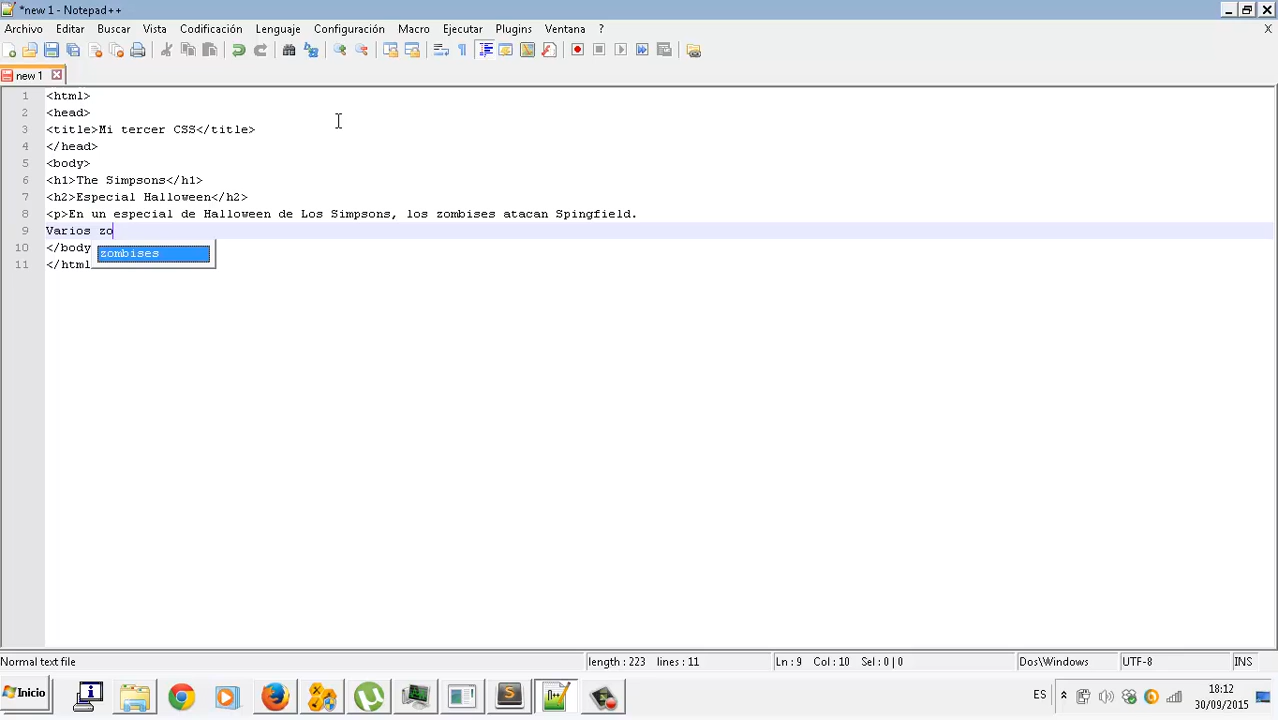 *new 1 - Notepad++
Archivo Editar Buscar Vista Codificación Lenguaje Configuración Macro Ejecutar Plugins Ventana ? X
new 1
1 <html>
2 <head>
3 <title>Mi tercer CSS</title>
4 </head>
5 <body>
6 <h1>The Simpsons</h1>
7 <h2>Especial Halloween</h2>
8 <p>En un especial de Halloween de Los Simpsons, los zombises atacan Spingfield.
9 Varios zo
10 </body
zombises
11 </html
Normal text file length : 223 lines : 11 Ln : 9 Col : 10 Sel : 0 | 0 Dos\Windows UTF-8 INS
Inicio ES 18:12
30/09/2015